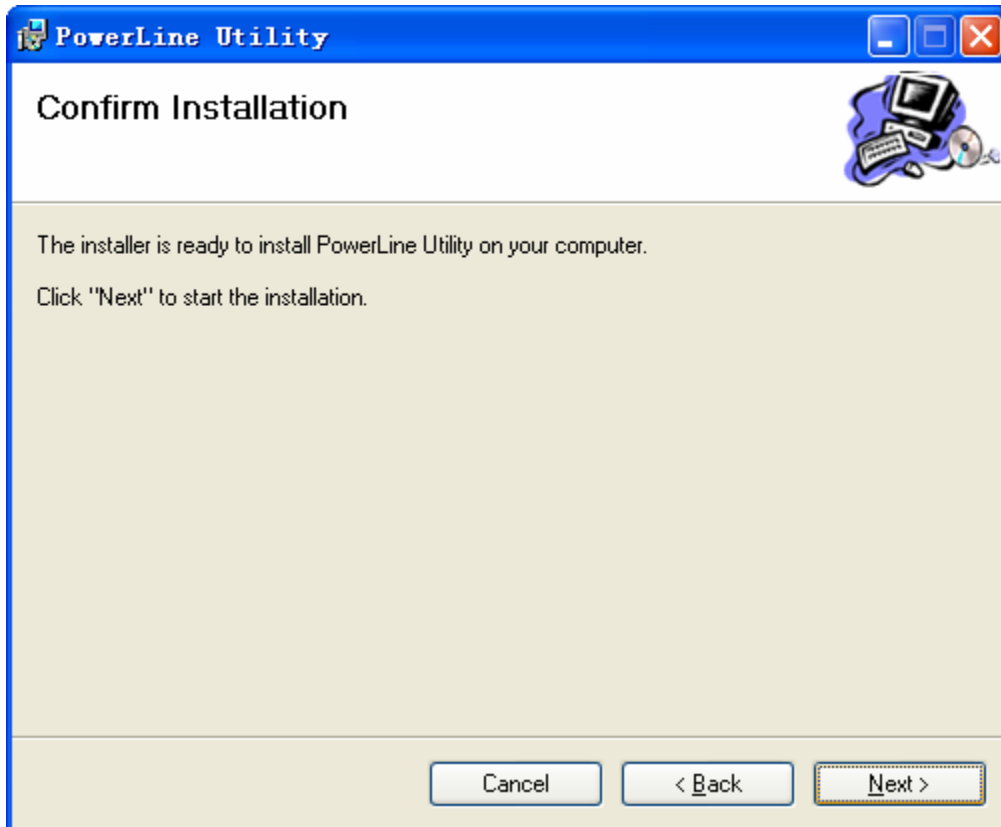 PowerLine Utility
Confirm Installation
The installer is ready to install PowerLine Utility on your computer.
Click "Next" to start the installation.
Cancel
< Back
Next >